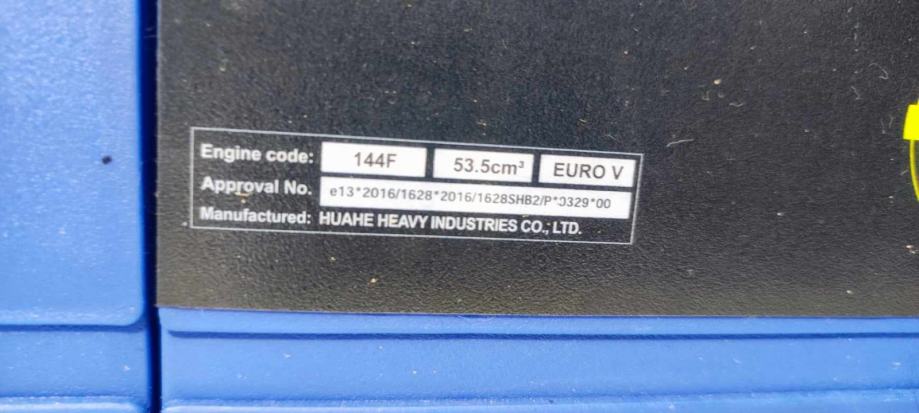 Engine code: 144F 53.5cm³ EURO V
Approval No. e13*2016/1628*2016/1628SHB2/P*0329*00
Manufactured: HUAHE HEAVY INDUSTRIES CO.; LTD.